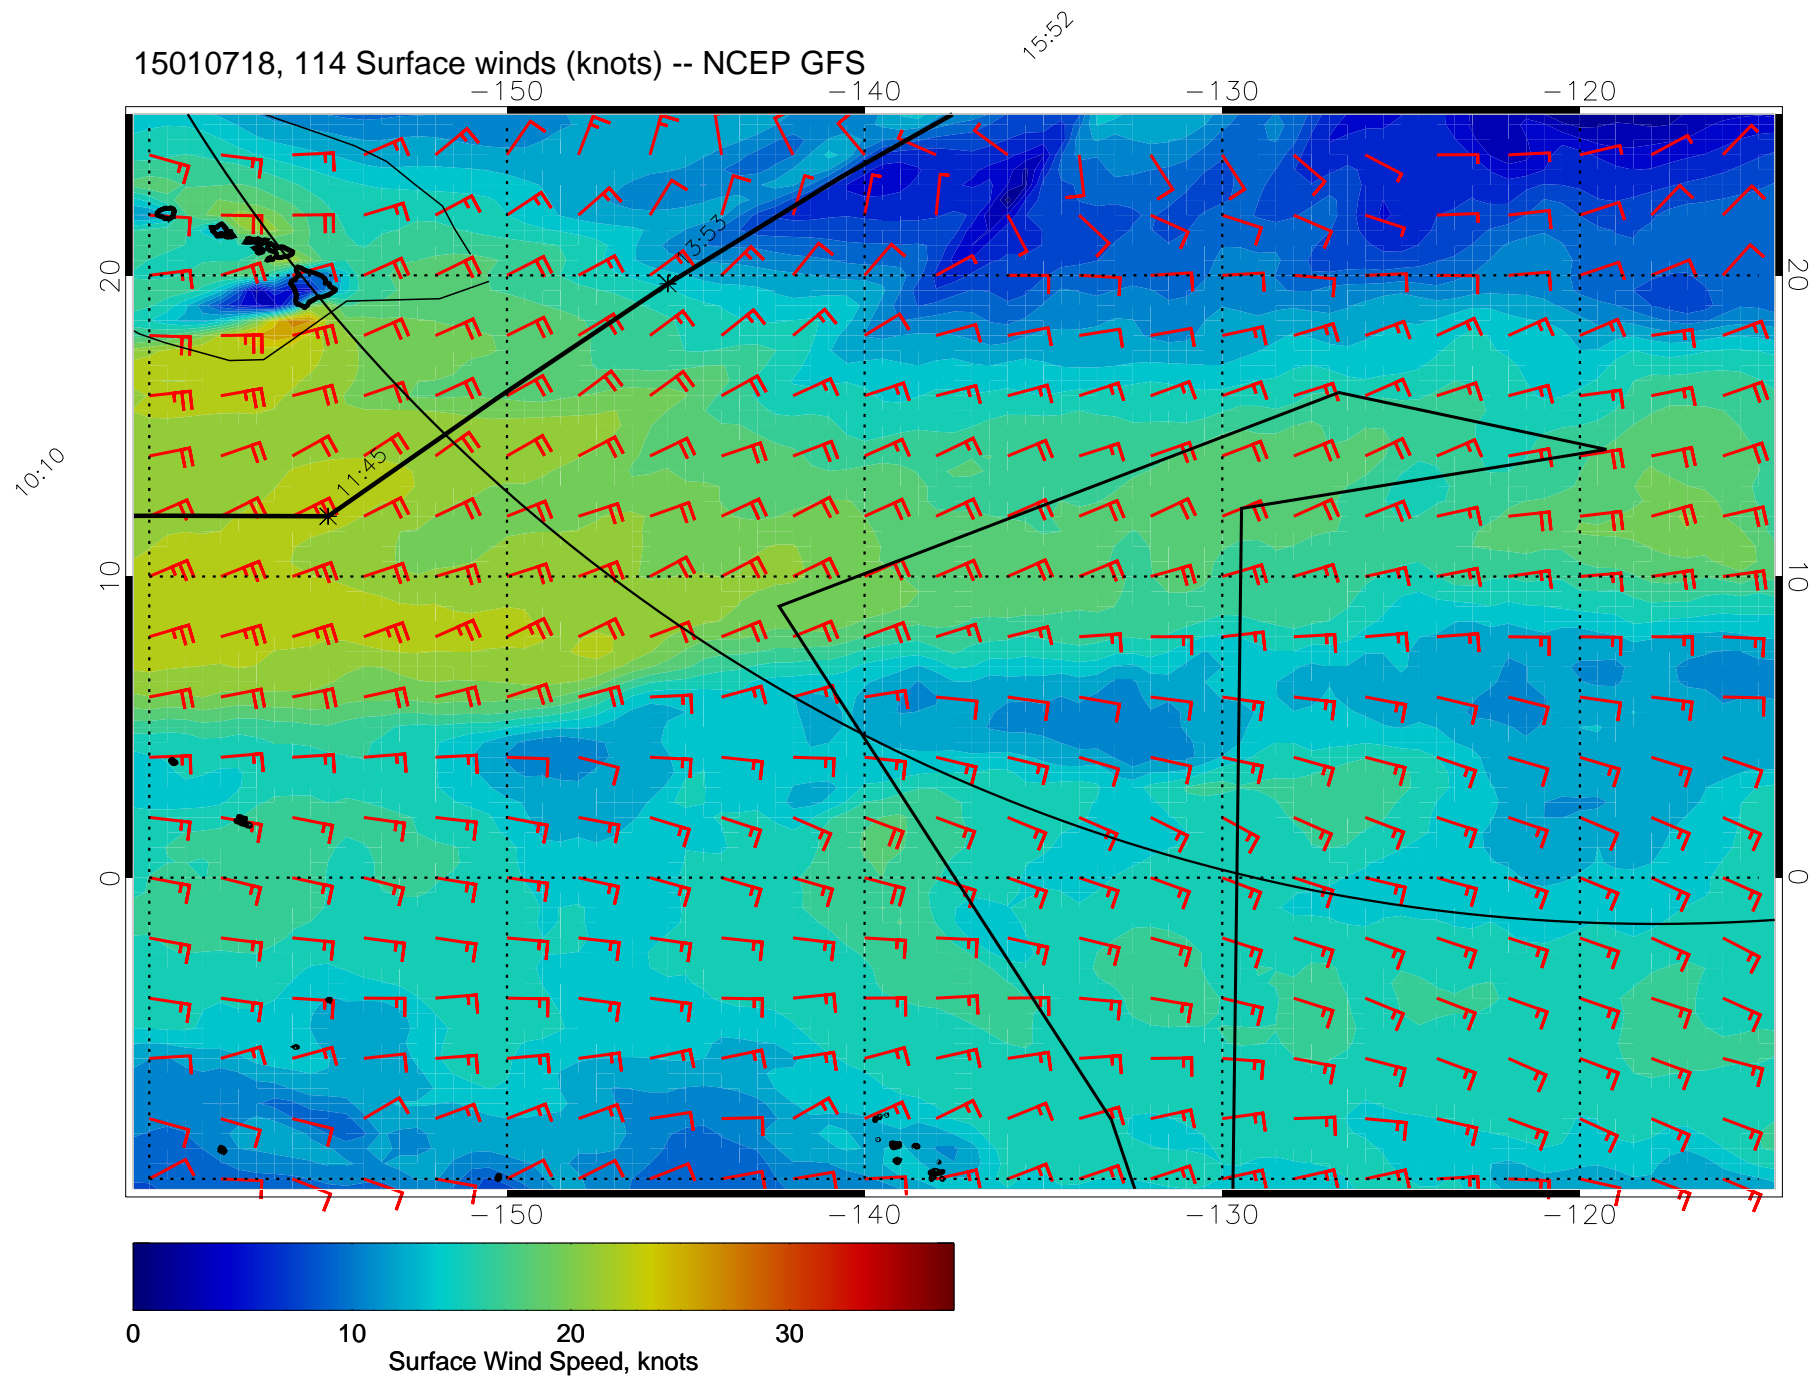 15:52
15010718, 114 Surface winds (knots) -- NCEP GFS
-150 -140 -130 -120
20 20
13:53
10:10
11:45
10 10
0 0
-150 -140 -130 -120
0 10 20 30
Surface Wind Speed, knots